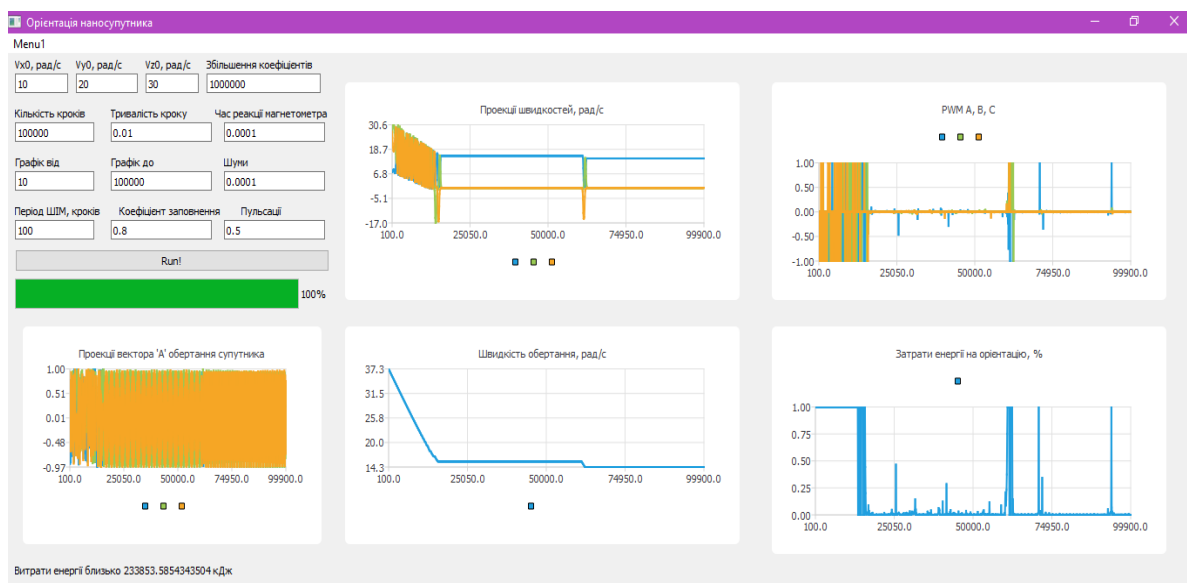 Орієнтація наносупутника
Menu1
Vx0, рад/с Vy0, рад/с Vz0, рад/с Збільшення коефіцієнтів
10 20 30 1000000
Кількість кроків Тривалість кроку Час реакції магнетометра
100000 0.01 0.0001
Графік від Графік до Шуми
10 100000 0.0001
Період ШІМ, кроків Коефіцієнт заповнення Пульсації
100 0.8 0.5
Run!
100%
Проекції швидкостей, рад/с
30.6
18.7
6.8
-5.1
-17.0
100.0 25050.0 50000.0 74950.0 99900.0
PWM A, B, C
1.00
0.50
0.00
-0.50
-1.00
100.0 25050.0 50000.0 74950.0 99900.0
Проекції вектора 'A' обертання супутника
1.00
0.51
0.01
-0.48
-0.97
100.0 25050.0 50000.0 74950.0 99900.0
Швидкість обертання, рад/с
37.3
31.5
25.8
20.0
14.3
100.0 25050.0 50000.0 74950.0 99900.0
Затрати енергії на орієнтацію, %
1.00
0.75
0.50
0.25
0.00
100.0 25050.0 50000.0 74950.0 99900.0
Витрати енергії близько 233853.5854343504 кДж